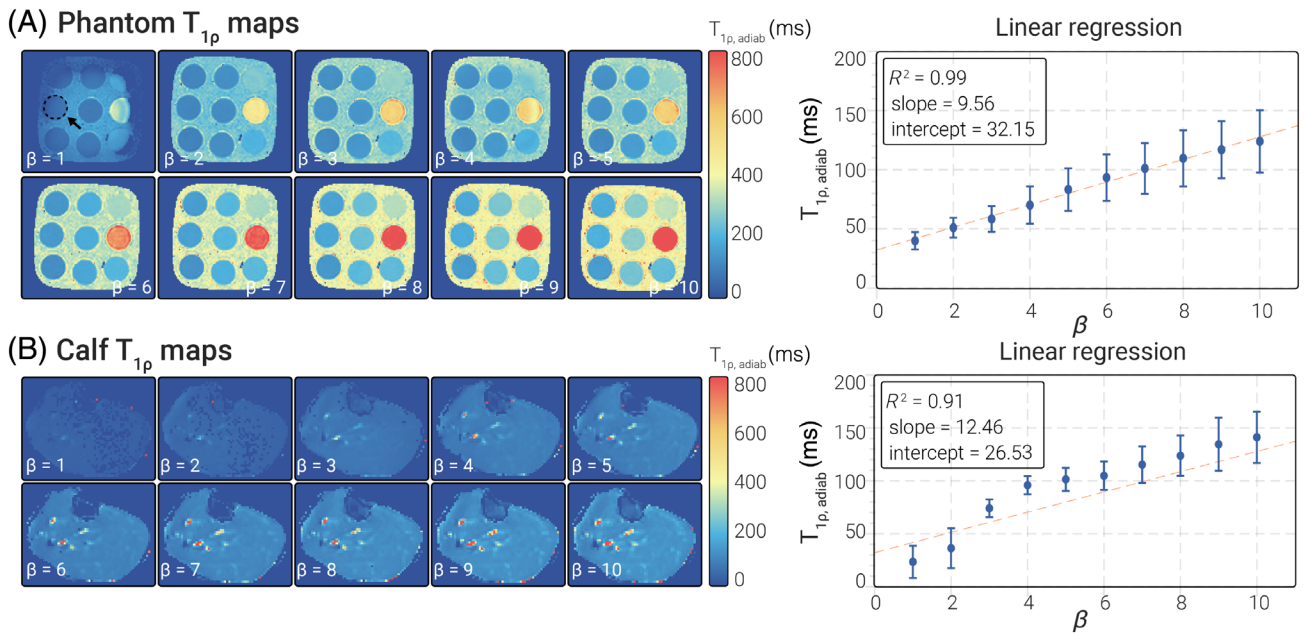 (A) Phantom T1ρ maps
β = 1
β = 2
β = 3
β = 4
β = 5
β = 6
β = 7
β = 8
β = 9
β = 10
T1ρ, adiab (ms)
800
600
400
200
0
Linear regression
R² = 0.99
slope = 9.56
intercept = 32.15
T1ρ, adiab (ms)
200
150
100
50
0
0 2 4 6 8 10
β
(B) Calf T1ρ maps
β = 1
β = 2
β = 3
β = 4
β = 5
β = 6
β = 7
β = 8
β = 9
β = 10
T1ρ, adiab (ms)
800
600
400
200
0
Linear regression
R² = 0.91
slope = 12.46
intercept = 26.53
T1ρ, adiab (ms)
200
150
100
50
0
0 2 4 6 8 10
β